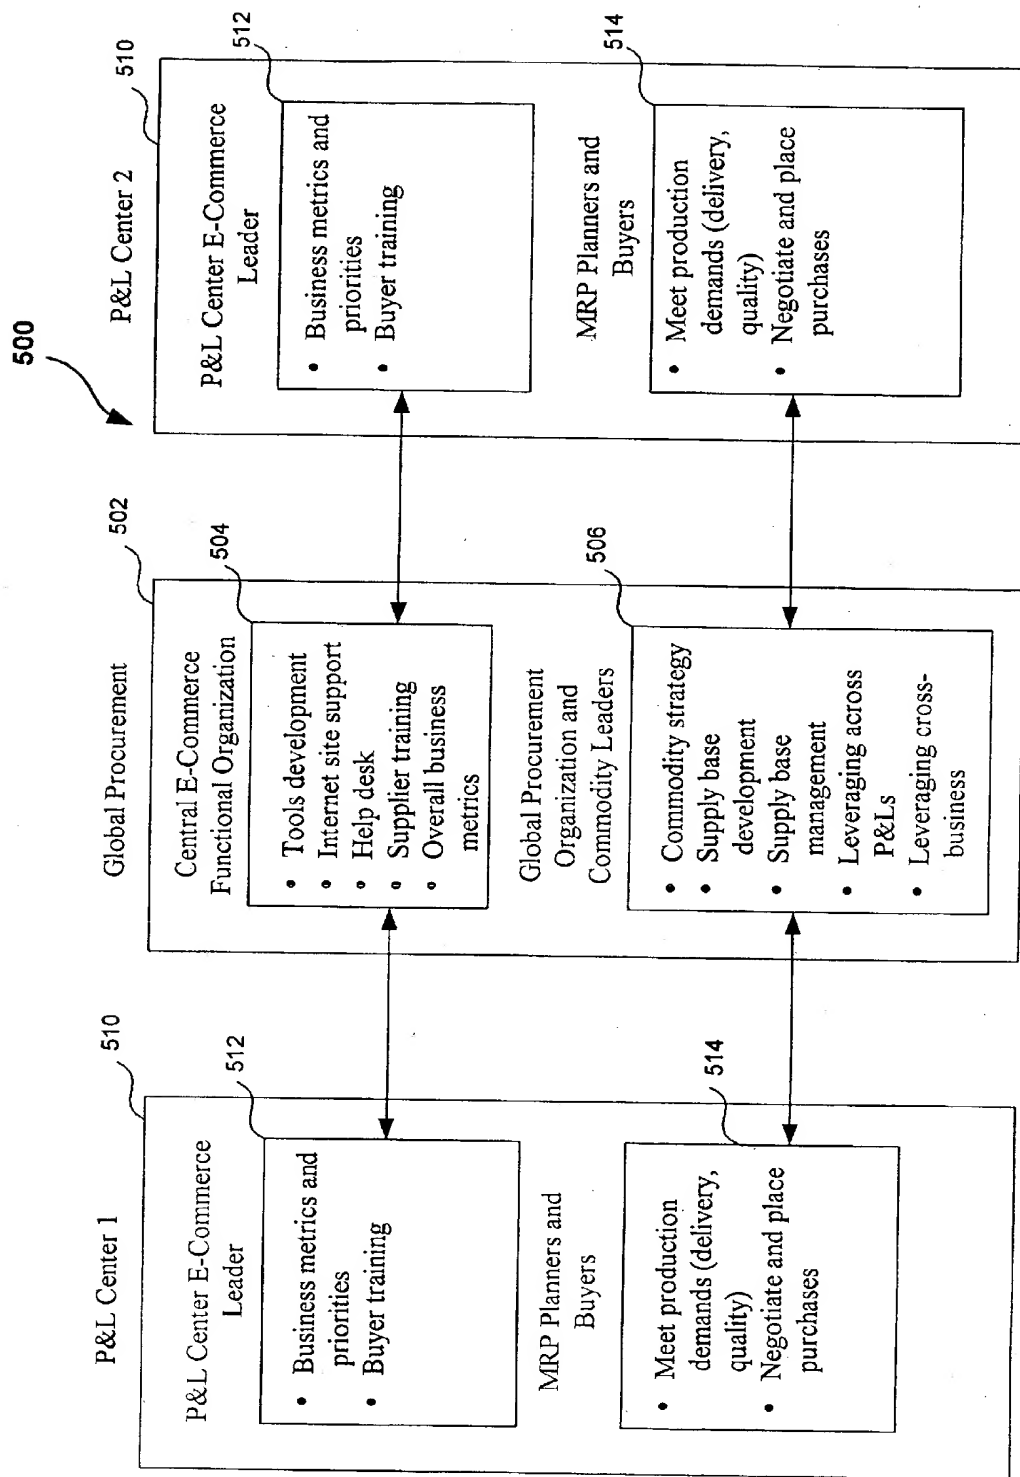 500
P&L Center 1
510
P&L Center E-Commerce
Leader
512
• Business metrics and
priorities
• Buyer training
MRP Planners and
Buyers
514
• Meet production
demands (delivery,
quality)
• Negotiate and place
purchases
Global Procurement
502
Central E-Commerce
Functional Organization
504
• Tools development
• Internet site support
• Help desk
• Supplier training
• Overall business
metrics
Global Procurement
Organization and
Commodity Leaders
506
• Commodity strategy
• Supply base
development
• Supply base
management
• Leveraging across
P&Ls
• Leveraging cross-
business
P&L Center 2
510
P&L Center E-Commerce
Leader
512
• Business metrics and
priorities
• Buyer training
MRP Planners and
Buyers
514
• Meet production
demands (delivery,
quality)
• Negotiate and place
purchases